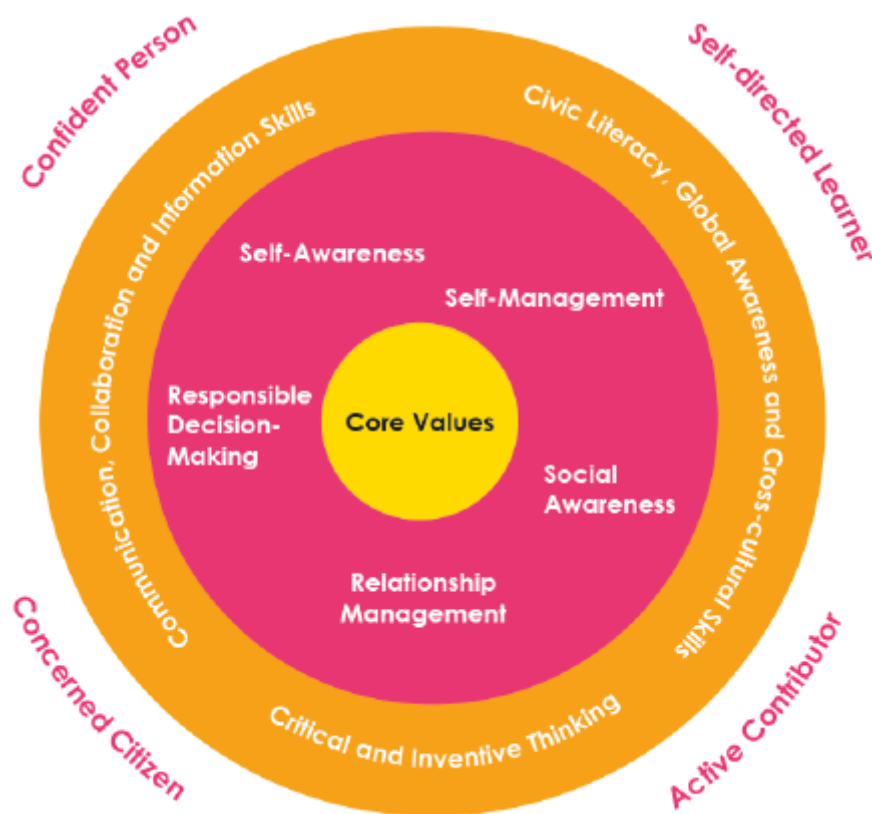 Confident Person
Self-directed Learner
Communication, Collaboration and Information Skills
Civic Literacy, Global Awareness and Cross-cultural Skills
Self-Awareness
Self-Management
Responsible
Decision-
Making
Core Values
Social
Awareness
Relationship
Management
Critical and Inventive Thinking
Concerned Citizen
Active Contributor